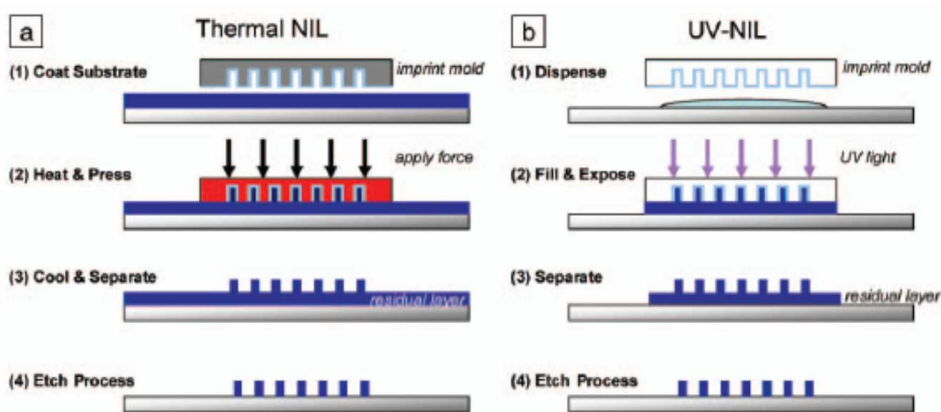 a
Thermal NIL
(1) Coat Substrate
imprint mold
(2) Heat & Press
apply force
(3) Cool & Separate
residual layer
(4) Etch Process
b
UV-NIL
(1) Dispense
imprint mold
(2) Fill & Expose
UV light
(3) Separate
residual layer
(4) Etch Process